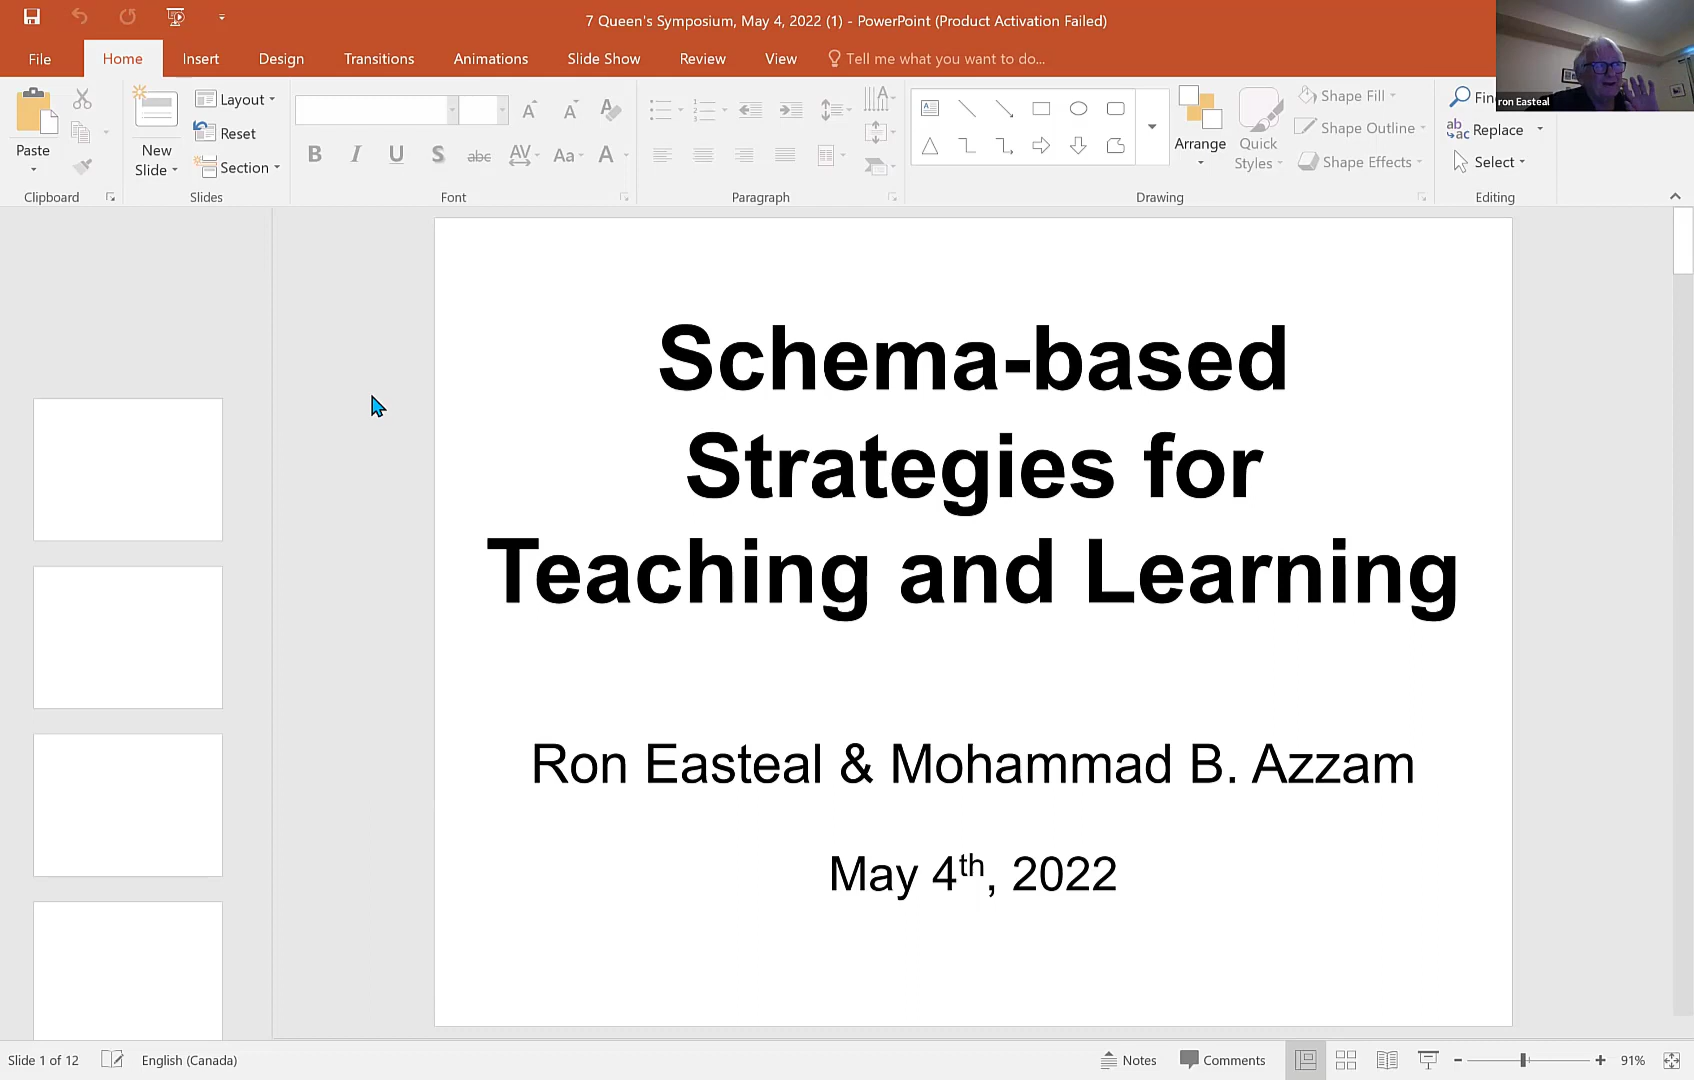 7 Queen's Symposium, May 4, 2022 (1) - PowerPoint (Product Activation Failed)
File Home Insert Design Transitions Animations Slide Show Review View Tell me what you want to do...
ron Easteal
Paste
Clipboard
New
Slide
Layout
Reset
Section
Slides
B I U S abc AV Aa A
Font
Paragraph
Arrange
Quick
Styles
Shape Fill
Shape Outline
Shape Effects
Drawing
Replace
Select
Editing
Schema-based
Strategies for
Teaching and Learning
Ron Easteal & Mohammad B. Azzam
May 4th, 2022
Slide 1 of 12 English (Canada) Notes Comments 91%